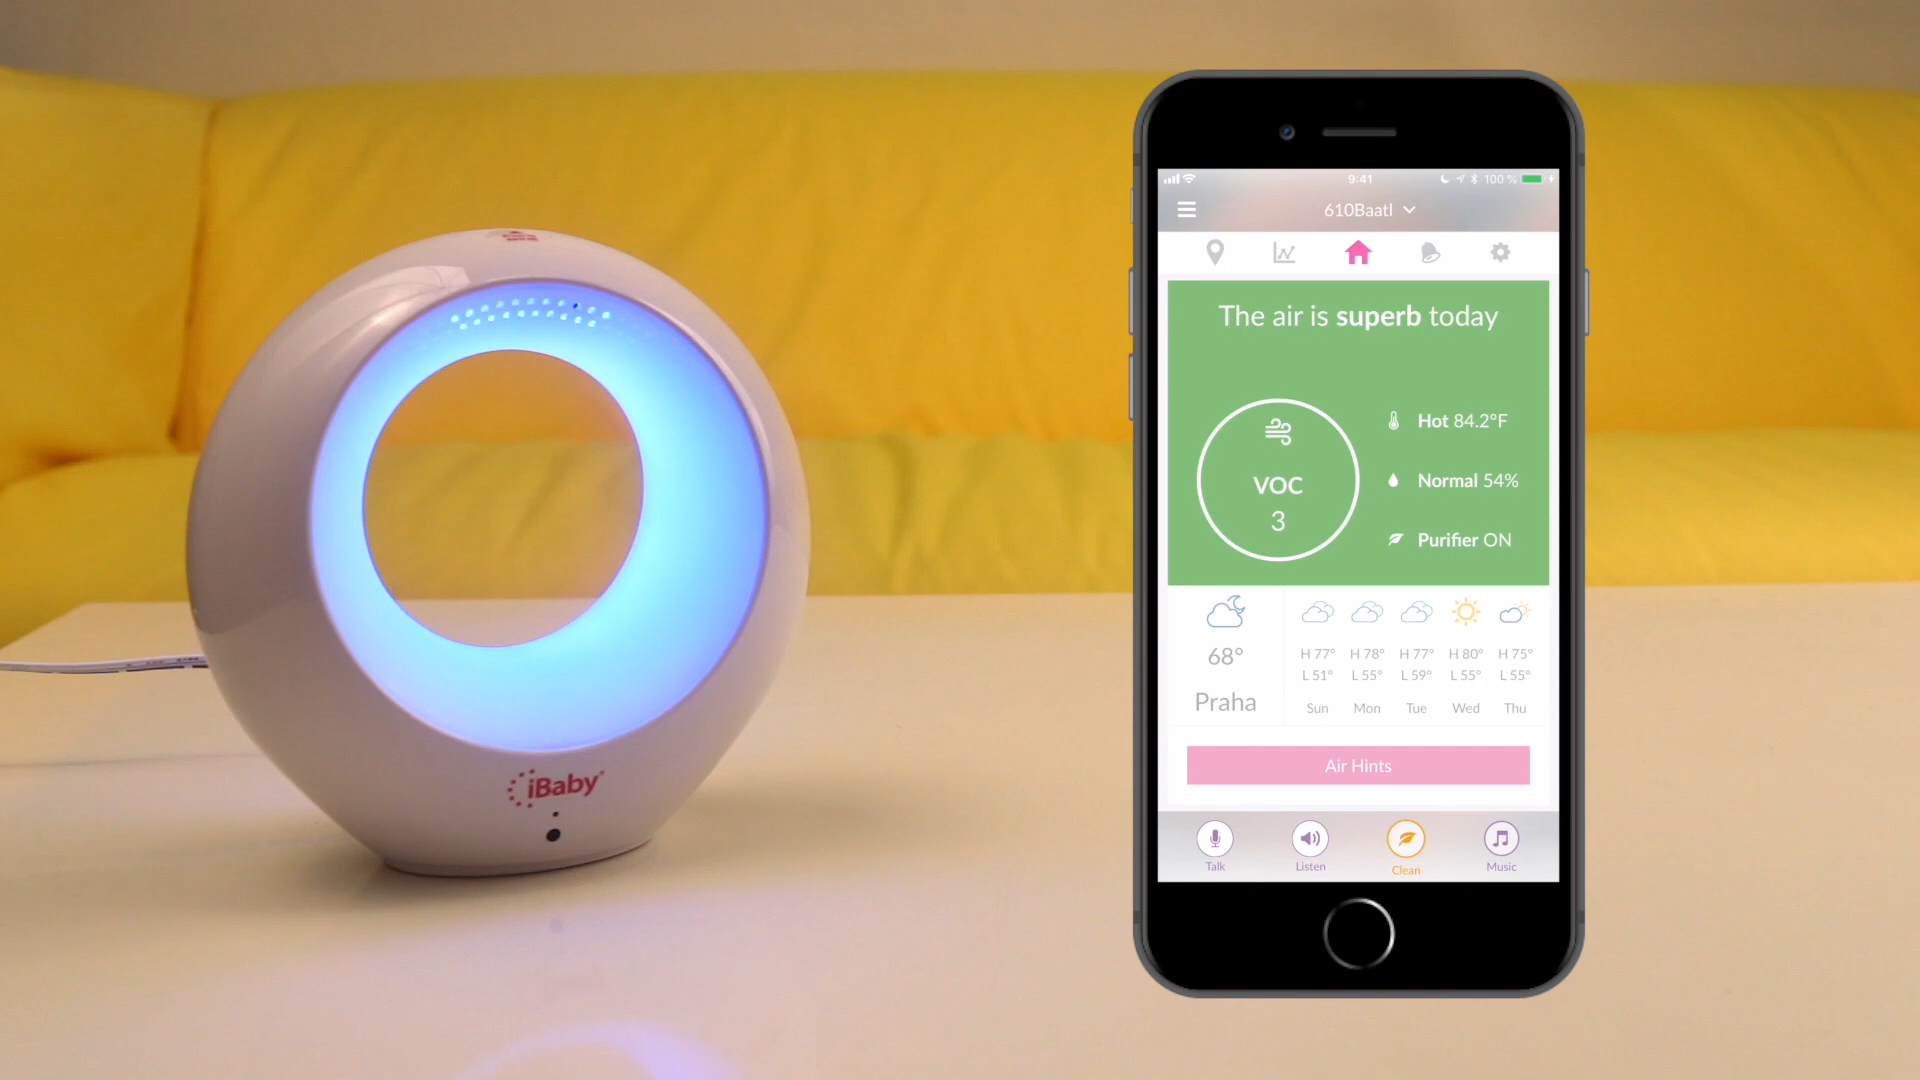 iBaby
9:41
100 %
610Baatl
The air is superb today
VOC
3
Hot 84.2°F
Normal 54%
Purifier ON
68°
Praha
H 77° H 78° H 77° H 80° H 75°
L 51° L 55° L 59° L 55° L 55°
Sun Mon Tue Wed Thu
Air Hints
Talk Listen Clean Music